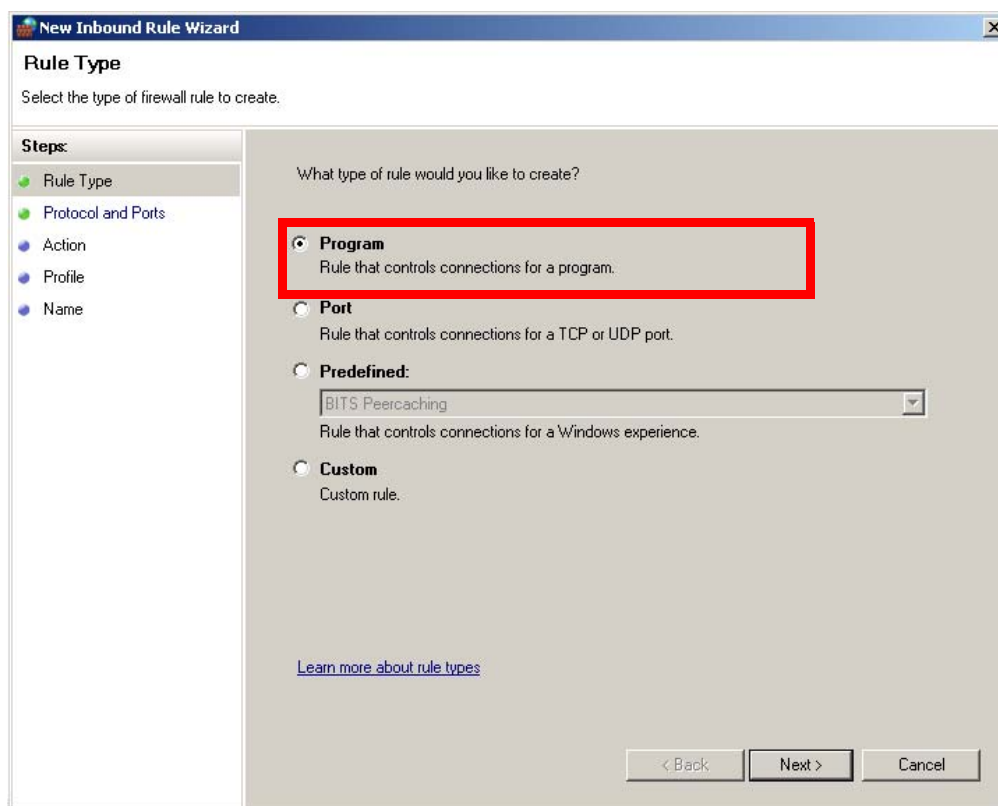 New Inbound Rule Wizard
Rule Type
Select the type of firewall rule to create.
Steps:
Rule Type
Protocol and Ports
Action
Profile
Name
What type of rule would you like to create?
Program
Rule that controls connections for a program.
Port
Rule that controls connections for a TCP or UDP port.
Predefined:
BITS Peercaching
Rule that controls connections for a Windows experience.
Custom
Custom rule.
Learn more about rule types
< Back Next > Cancel